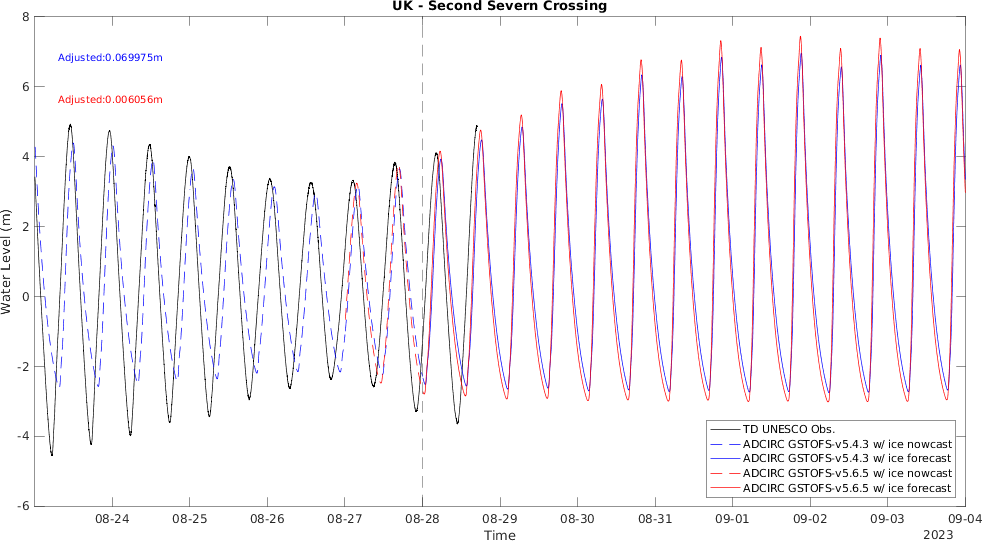 UK - Second Severn Crossing
Adjusted:0.069975m
Adjusted:0.006056m
Water Level (m)
8
6
4
2
0
-2
-4
-6
TD UNESCO Obs.
ADCIRC GSTOFS-v5.4.3 w/ ice nowcast
ADCIRC GSTOFS-v5.4.3 w/ ice forecast
ADCIRC GSTOFS-v5.6.5 w/ ice nowcast
ADCIRC GSTOFS-v5.6.5 w/ ice forecast
08-24 08-25 08-26 08-27 08-28 08-29 08-30 08-31 09-01 09-02 09-03 09-04
Time
2023